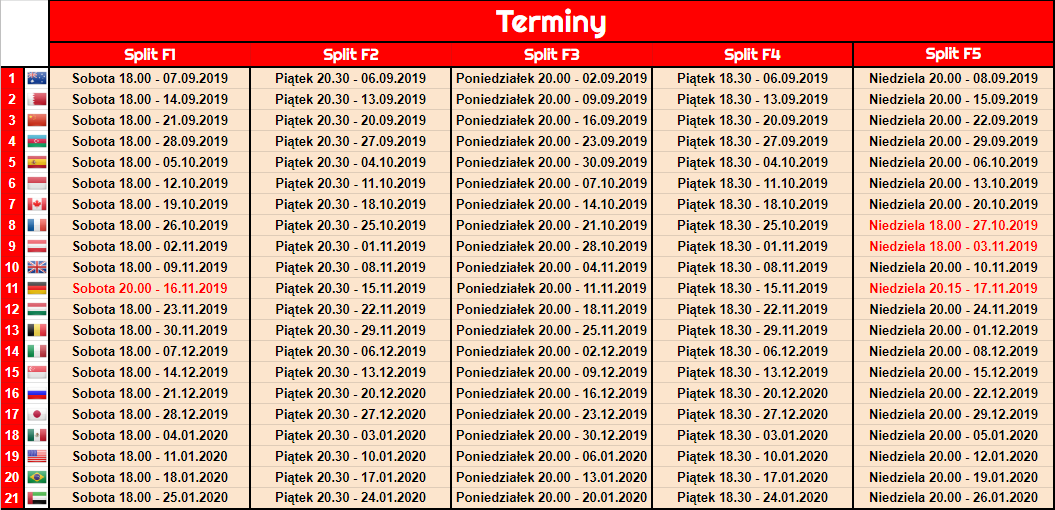 Terminy
Split F1 Split F2 Split F3 Split F4 Split F5
1 Sobota 18.00 - 07.09.2019 Piątek 20.30 - 06.09.2019 Poniedziałek 20.00 - 02.09.2019 Piątek 18.30 - 06.09.2019 Niedziela 20.00 - 08.09.2019
2 Sobota 18.00 - 14.09.2019 Piątek 20.30 - 13.09.2019 Poniedziałek 20.00 - 09.09.2019 Piątek 18.30 - 13.09.2019 Niedziela 20.00 - 15.09.2019
3 Sobota 18.00 - 21.09.2019 Piątek 20.30 - 20.09.2019 Poniedziałek 20.00 - 16.09.2019 Piątek 18.30 - 20.09.2019 Niedziela 20.00 - 22.09.2019
4 Sobota 18.00 - 28.09.2019 Piątek 20.30 - 27.09.2019 Poniedziałek 20.00 - 23.09.2019 Piątek 18.30 - 27.09.2019 Niedziela 20.00 - 29.09.2019
5 Sobota 18.00 - 05.10.2019 Piątek 20.30 - 04.10.2019 Poniedziałek 20.00 - 30.09.2019 Piątek 18.30 - 04.10.2019 Niedziela 20.00 - 06.10.2019
6 Sobota 18.00 - 12.10.2019 Piątek 20.30 - 11.10.2019 Poniedziałek 20.00 - 07.10.2019 Piątek 18.30 - 11.10.2019 Niedziela 20.00 - 13.10.2019
7 Sobota 18.00 - 19.10.2019 Piątek 20.30 - 18.10.2019 Poniedziałek 20.00 - 14.10.2019 Piątek 18.30 - 18.10.2019 Niedziela 20.00 - 20.10.2019
8 Sobota 18.00 - 26.10.2019 Piątek 20.30 - 25.10.2019 Poniedziałek 20.00 - 21.10.2019 Piątek 18.30 - 25.10.2019 Niedziela 18.00 - 27.10.2019
9 Sobota 18.00 - 02.11.2019 Piątek 20.30 - 01.11.2019 Poniedziałek 20.00 - 28.10.2019 Piątek 18.30 - 01.11.2019 Niedziela 18.00 - 03.11.2019
10 Sobota 18.00 - 09.11.2019 Piątek 20.30 - 08.11.2019 Poniedziałek 20.00 - 04.11.2019 Piątek 18.30 - 08.11.2019 Niedziela 20.00 - 10.11.2019
11 Sobota 20.00 - 16.11.2019 Piątek 20.30 - 15.11.2019 Poniedziałek 20.00 - 11.11.2019 Piątek 18.30 - 15.11.2019 Niedziela 20.15 - 17.11.2019
12 Sobota 18.00 - 23.11.2019 Piątek 20.30 - 22.11.2019 Poniedziałek 20.00 - 18.11.2019 Piątek 18.30 - 22.11.2019 Niedziela 20.00 - 24.11.2019
13 Sobota 18.00 - 30.11.2019 Piątek 20.30 - 29.11.2019 Poniedziałek 20.00 - 25.11.2019 Piątek 18.30 - 29.11.2019 Niedziela 20.00 - 01.12.2019
14 Sobota 18.00 - 07.12.2019 Piątek 20.30 - 06.12.2019 Poniedziałek 20.00 - 02.12.2019 Piątek 18.30 - 06.12.2019 Niedziela 20.00 - 08.12.2019
15 Sobota 18.00 - 14.12.2019 Piątek 20.30 - 13.12.2019 Poniedziałek 20.00 - 09.12.2019 Piątek 18.30 - 13.12.2019 Niedziela 20.00 - 15.12.2019
16 Sobota 18.00 - 21.12.2019 Piątek 20.30 - 20.12.2020 Poniedziałek 20.00 - 16.12.2019 Piątek 18.30 - 20.12.2020 Niedziela 20.00 - 22.12.2019
17 Sobota 18.00 - 28.12.2019 Piątek 20.30 - 27.12.2020 Poniedziałek 20.00 - 23.12.2019 Piątek 18.30 - 27.12.2020 Niedziela 20.00 - 29.12.2019
18 Sobota 18.00 - 04.01.2020 Piątek 20.30 - 03.01.2020 Poniedziałek 20.00 - 30.12.2019 Piątek 18.30 - 03.01.2020 Niedziela 20.00 - 05.01.2020
19 Sobota 18.00 - 11.01.2020 Piątek 20.30 - 10.01.2020 Poniedziałek 20.00 - 06.01.2020 Piątek 18.30 - 10.01.2020 Niedziela 20.00 - 12.01.2020
20 Sobota 18.00 - 18.01.2020 Piątek 20.30 - 17.01.2020 Poniedziałek 20.00 - 13.01.2020 Piątek 18.30 - 17.01.2020 Niedziela 20.00 - 19.01.2020
21 Sobota 18.00 - 25.01.2020 Piątek 20.30 - 24.01.2020 Poniedziałek 20.00 - 20.01.2020 Piątek 18.30 - 24.01.2020 Niedziela 20.00 - 26.01.2020